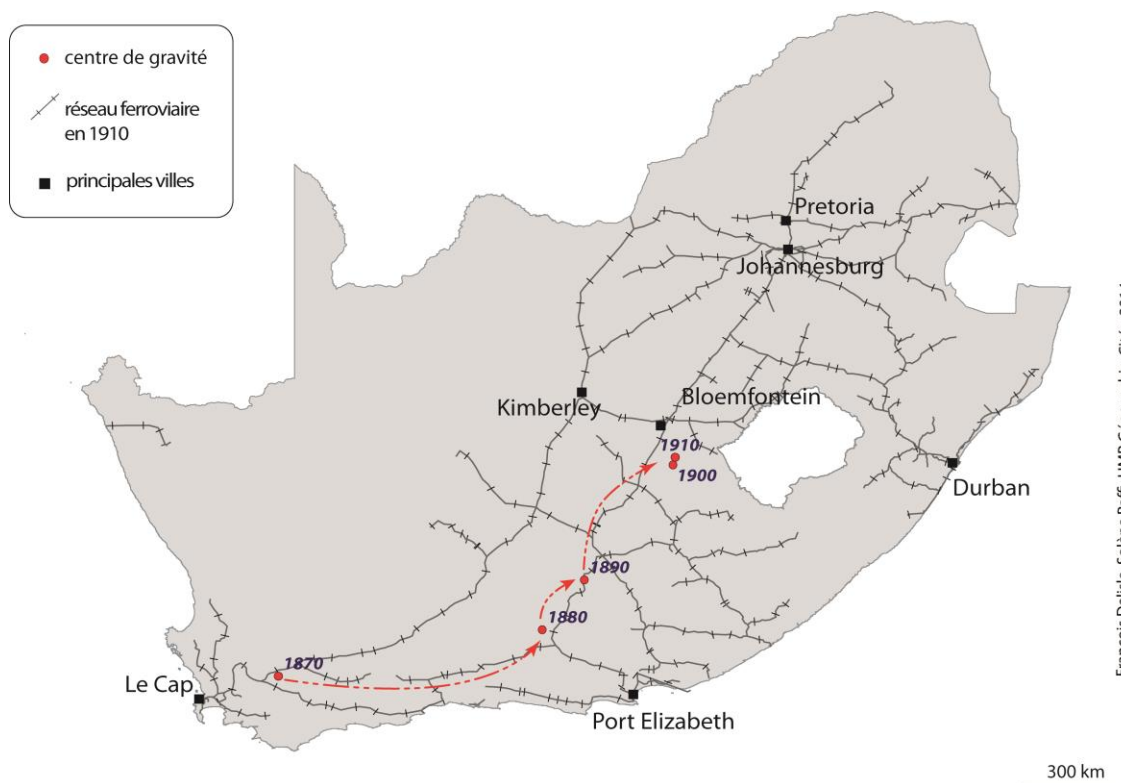 centre de gravité
réseau ferroviaire
en 1910
principales villes
Pretoria
Johannesburg
Kimberley
Bloemfontein
1910
1900
Durban
1890
1880
1870
Le Cap
Port Elizabeth
300 km